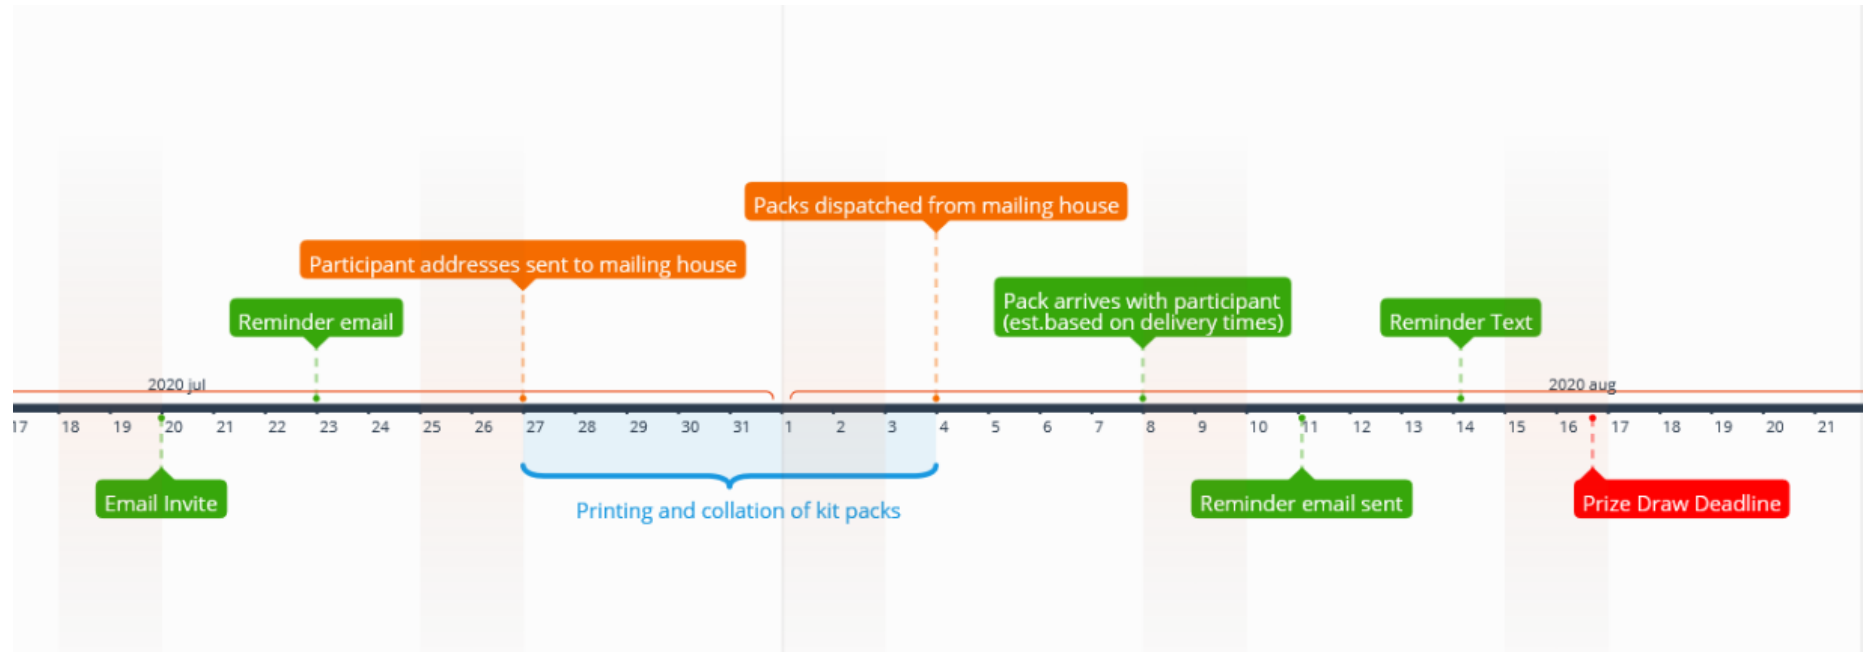 Packs dispatched from mailing house
Participant addresses sent to mailing house
Pack arrives with participant
(est.based on delivery times)
Reminder email
Reminder Text
2020 jul
2020 aug
17 18 19 20 21 22 23 24 25 26 27 28 29 30 31 1 2 3 4 5 6 7 8 9 10 11 12 13 14 15 16 17 18 19 20 21
Email Invite
Printing and collation of kit packs
Reminder email sent
Prize Draw Deadline